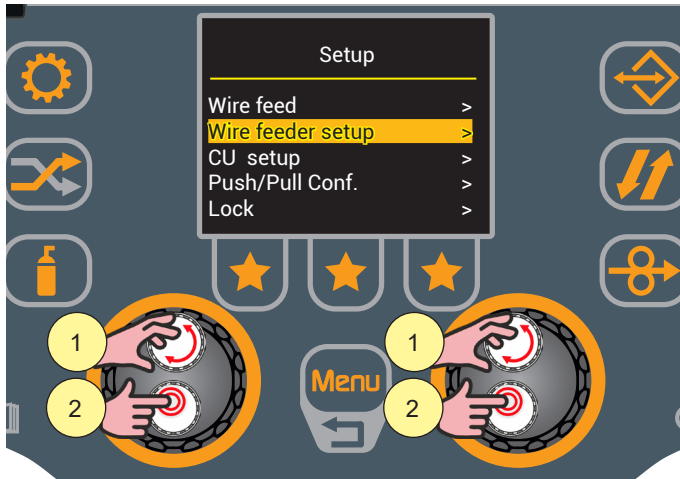 Setup
Wire feed >
Wire feeder setup >
CU setup >
Push/Pull Conf. >
Lock >
1
1
2
2
Menu